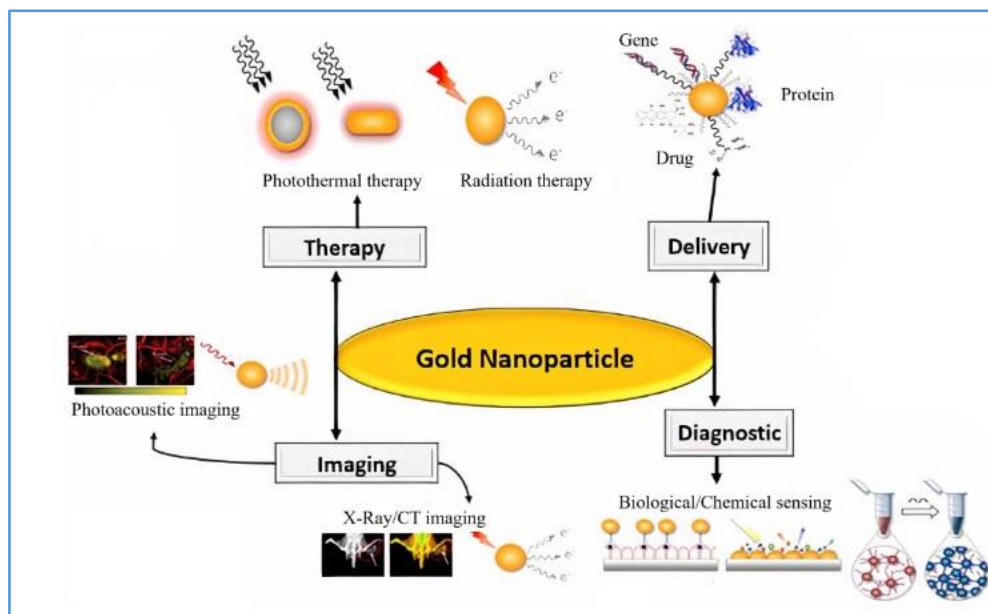 Gene
Protein
Drug
e-
e-
e-
Photothermal therapy
Radiation therapy
Therapy
Delivery
Gold Nanoparticle
Photoacoustic imaging
Imaging
Diagnostic
X-Ray/CT imaging
Biological/Chemical sensing
e-
e-
e-